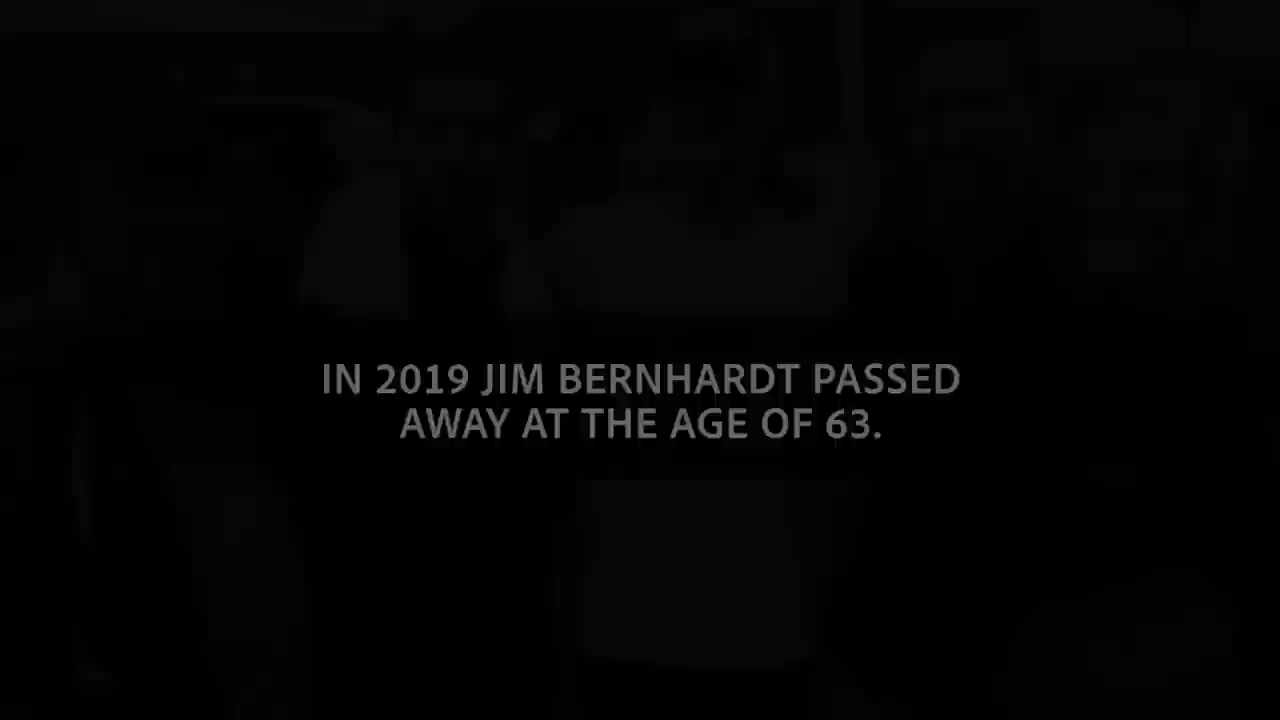 IN 2019 JIM BERNHARDT PASSED
AWAY AT THE AGE OF 63.